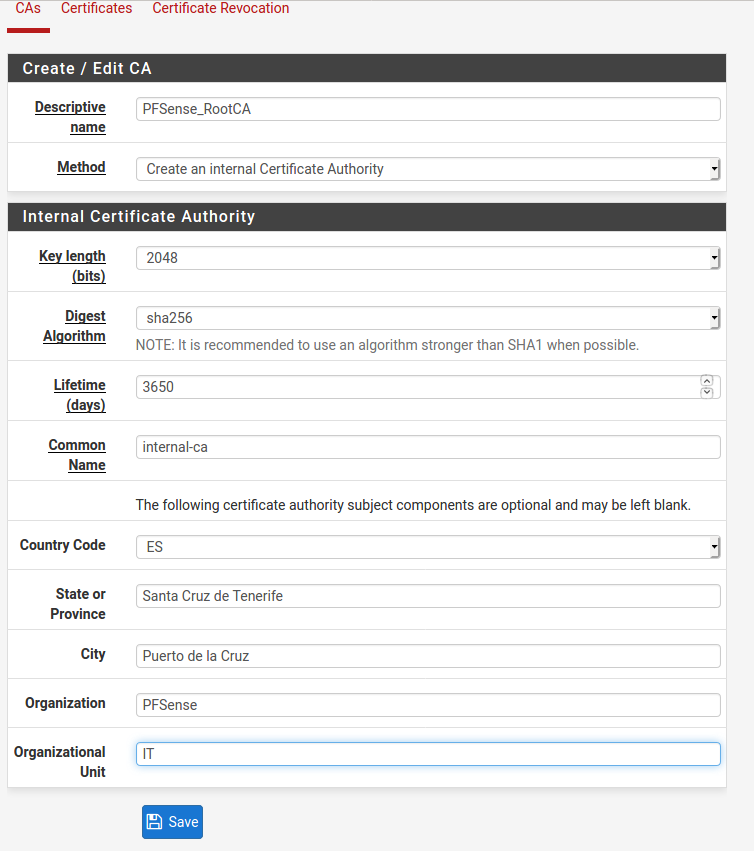 CAs Certificates Certificate Revocation
Create / Edit CA
Descriptive
name
PFSense_RootCA
Method
Create an internal Certificate Authority
Internal Certificate Authority
Key length
(bits)
2048
Digest
Algorithm
sha256
NOTE: It is recommended to use an algorithm stronger than SHA1 when possible.
Lifetime
(days)
3650
Common
Name
internal-ca
The following certificate authority subject components are optional and may be left blank.
Country Code
ES
State or
Province
Santa Cruz de Tenerife
City
Puerto de la Cruz
Organization
PFSense
Organizational
Unit
IT
Save